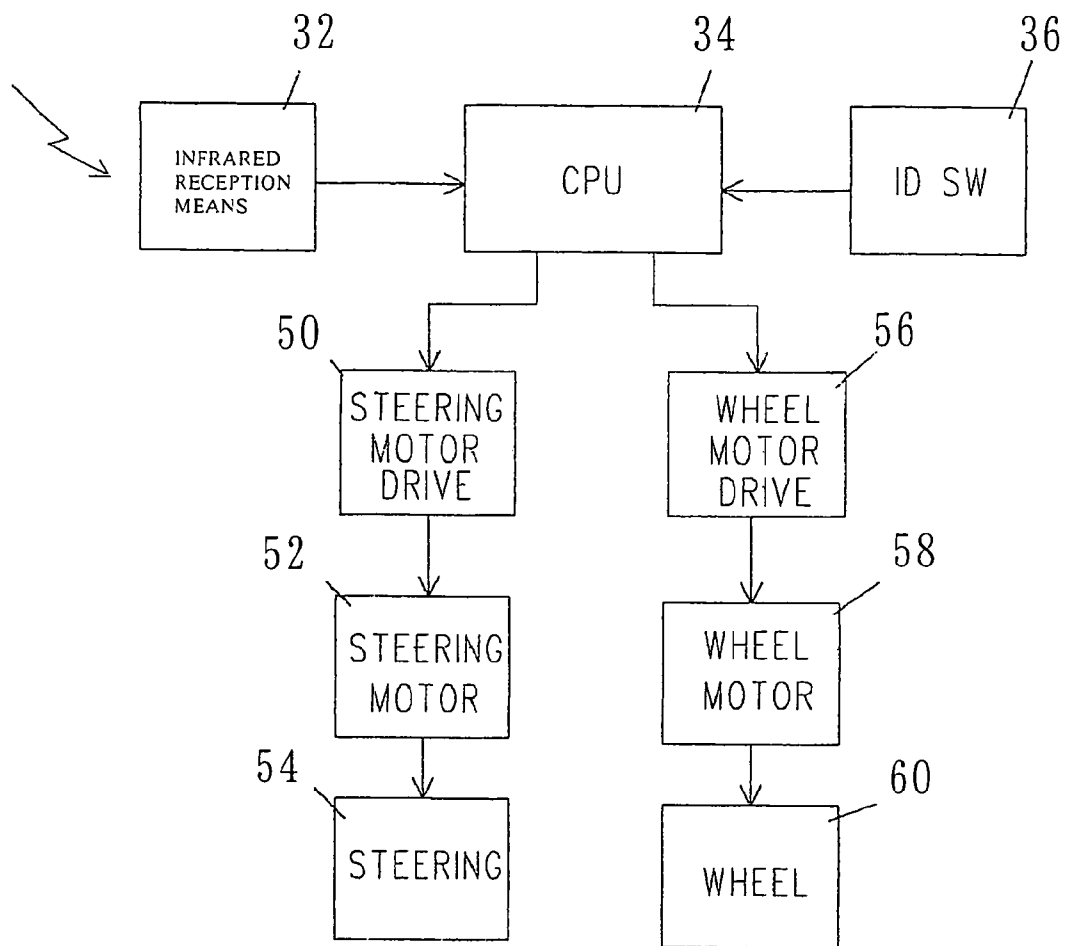 32
34
36
INFRARED
RECEPTION
MEANS
CPU
ID SW
50
56
STEERING
MOTOR
DRIVE
WHEEL
MOTOR
DRIVE
52
58
STEERING
MOTOR
WHEEL
MOTOR
54
60
STEERING
WHEEL